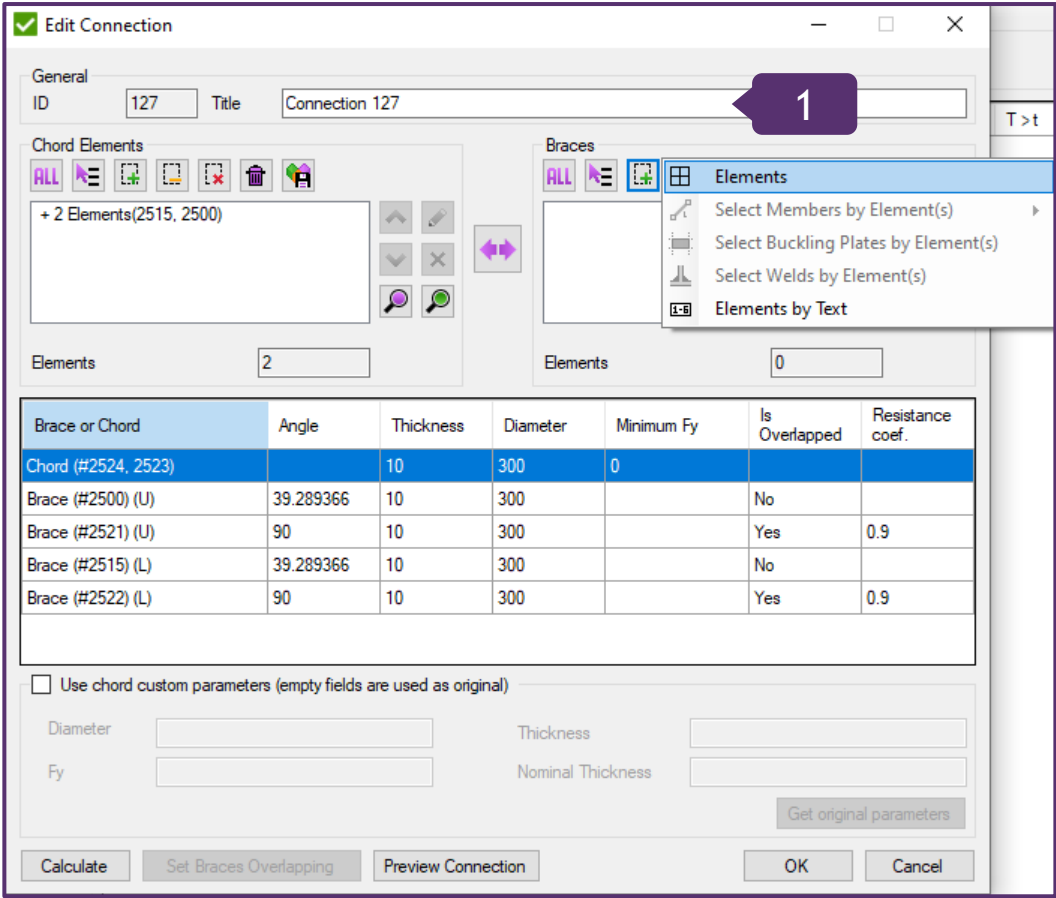 Edit Connection
General
ID 127 Title Connection 127
1
T >t
Chord Elements
ALL
+ 2 Elements(2515, 2500)
Elements 2
Braces
ALL
Elements
Select Members by Element(s)
Select Buckling Plates by Element(s)
Select Welds by Element(s)
1-6 Elements by Text
Elements 0
Brace or Chord Angle Thickness Diameter Minimum Fy Is Overlapped Resistance coef.
Chord (#2524, 2523) 10 300 0
Brace (#2500) (U) 39.289366 10 300 No
Brace (#2521) (U) 90 10 300 Yes 0.9
Brace (#2515) (L) 39.289366 10 300 No
Brace (#2522) (L) 90 10 300 Yes 0.9
Use chord custom parameters (empty fields are used as original)
Diameter Thickness
Fy Nominal Thickness
Get original parameters
Calculate Set Braces Overlapping Preview Connection OK Cancel